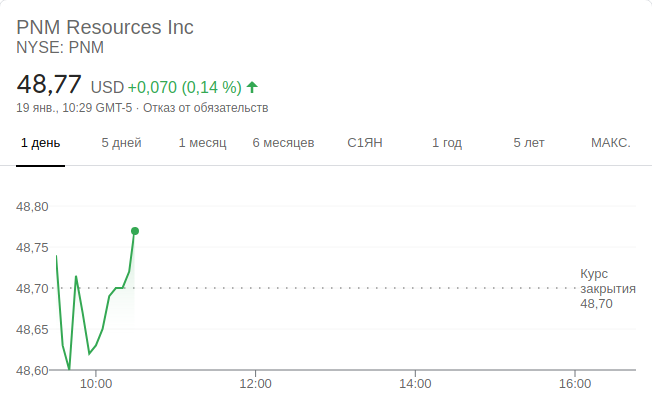 PNM Resources Inc
NYSE: PNM
48,77 USD +0,070 (0,14 %)
19 янв., 10:29 GMT-5 · Отказ от обязательств
1 день 5 дней 1 месяц 6 месяцев С1ЯН 1 год 5 лет МАКС.
48,80
48,75
48,70
48,65
48,60
Курс
закрытия
48,70
10:00 12:00 14:00 16:00